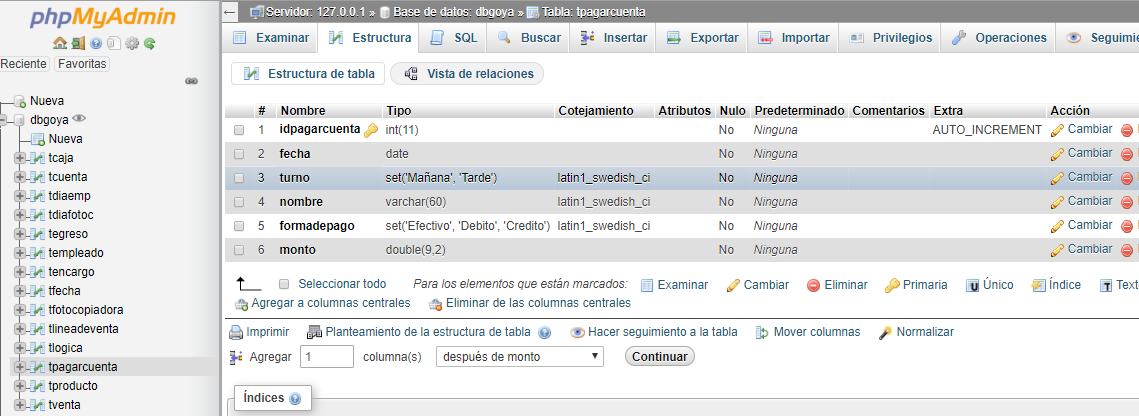 phpMyAdmin
Reciente Favoritas
Nueva
dbgoya
Nueva
tcaja
tcuenta
tdiaemp
tdiafotoc
tegreso
templeado
tencargo
tfecha
tfotocopiadora
tlineadeventa
tlogica
tpagarcuenta
tproducto
tventa
Servidor: 127.0.0.1 » Base de datos: dbgoya » Tabla: tpagarcuenta
Examinar Estructura SQL Buscar Insertar Exportar Importar Privilegios Operaciones Seguimie
Estructura de tabla Vista de relaciones
# Nombre Tipo Cotejamiento Atributos Nulo Predeterminado Comentarios Extra Acción
1 idpagarcuenta int(11) No Ninguna AUTO_INCREMENT Cambiar
2 fecha date No Ninguna Cambiar
3 turno set('Mañana', 'Tarde') latin1_swedish_ci No Ninguna Cambiar
4 nombre varchar(60) latin1_swedish_ci No Ninguna Cambiar
5 formadepago set('Efectivo', 'Debito', 'Credito') latin1_swedish_ci No Ninguna Cambiar
6 monto double(9,2) No Ninguna Cambiar
Seleccionar todo Para los elementos que están marcados: Examinar Cambiar Eliminar Primaria Único Índice Text
Agregar a columnas centrales Eliminar de las columnas centrales
Imprimir Planteamiento de la estructura de tabla Hacer seguimiento a la tabla Mover columnas Normalizar
Agregar 1 columna(s) después de monto Continuar
Índices